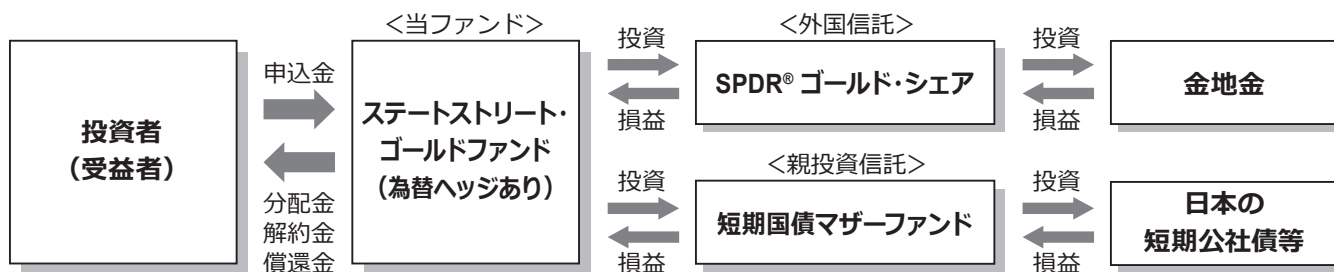 ＜当ファンド＞
＜外国信託＞
投資者
（受益者）
申込金
分配金
解約金
償還金
ステートストリート・
ゴールドファンド
（為替ヘッジあり）
投資
損益
SPDR® ゴールド・シェア
投資
損益
金地金
＜親投資信託＞
投資
損益
短期国債マザーファンド
投資
損益
日本の
短期公社債等